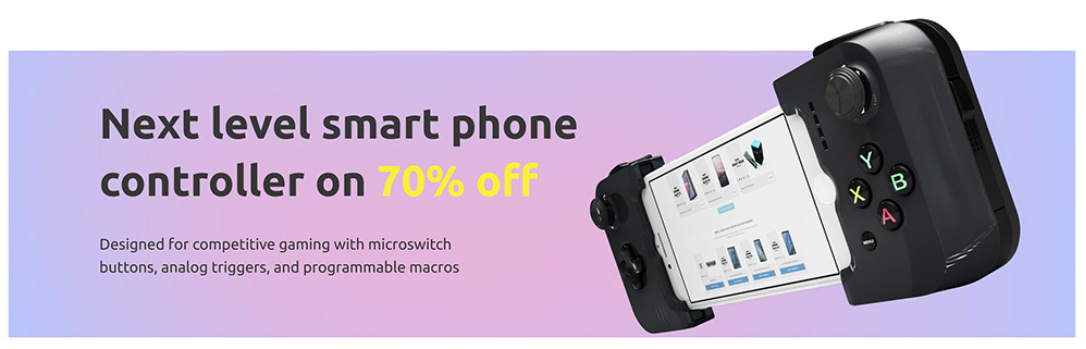 Next level smart phone
controller on 70% off
Designed for competitive gaming with microswitch
buttons, analog triggers, and programmable macros
Y
B
X
A